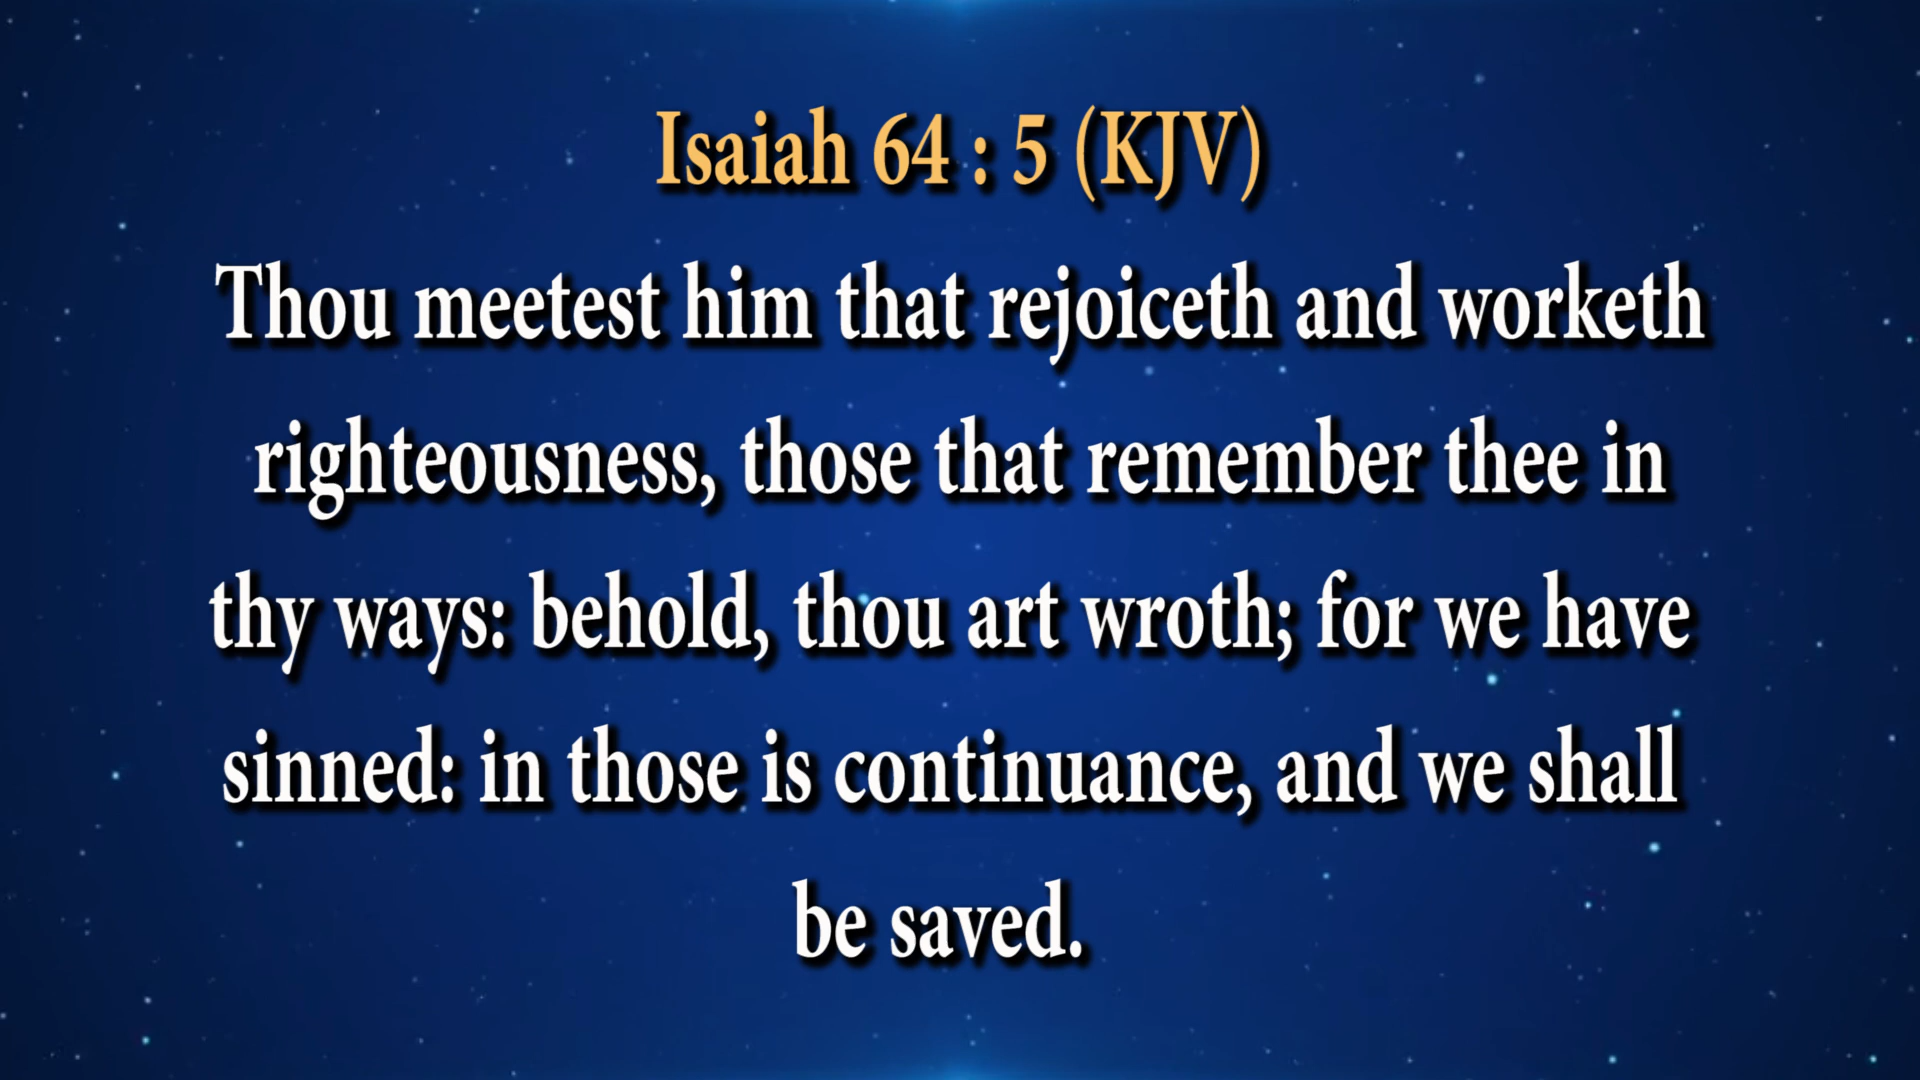 Isaiah 64 : 5 (KJV)
Thou meetest him that rejoiceth and worketh
righteousness, those that remember thee in
thy ways: behold, thou art wroth; for we have
sinned: in those is continuance, and we shall
be saved.